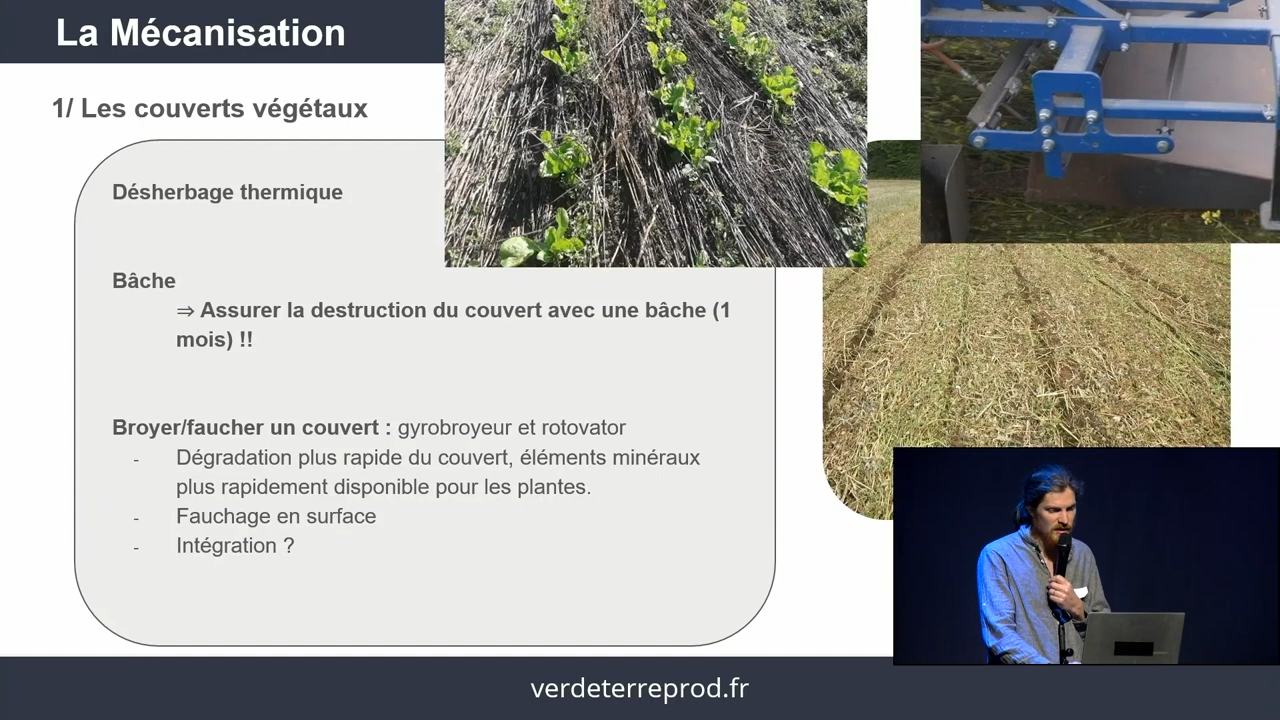 La Mécanisation
1/ Les couverts végétaux
Désherbage thermique
Bâche
⇒ Assurer la destruction du couvert avec une bâche (1
mois) !!
Broyer/faucher un couvert : gyrobroyeur et rotovator
- Dégradation plus rapide du couvert, éléments minéraux
plus rapidement disponible pour les plantes.
- Fauchage en surface
- Intégration ?
verdeterreprod.fr